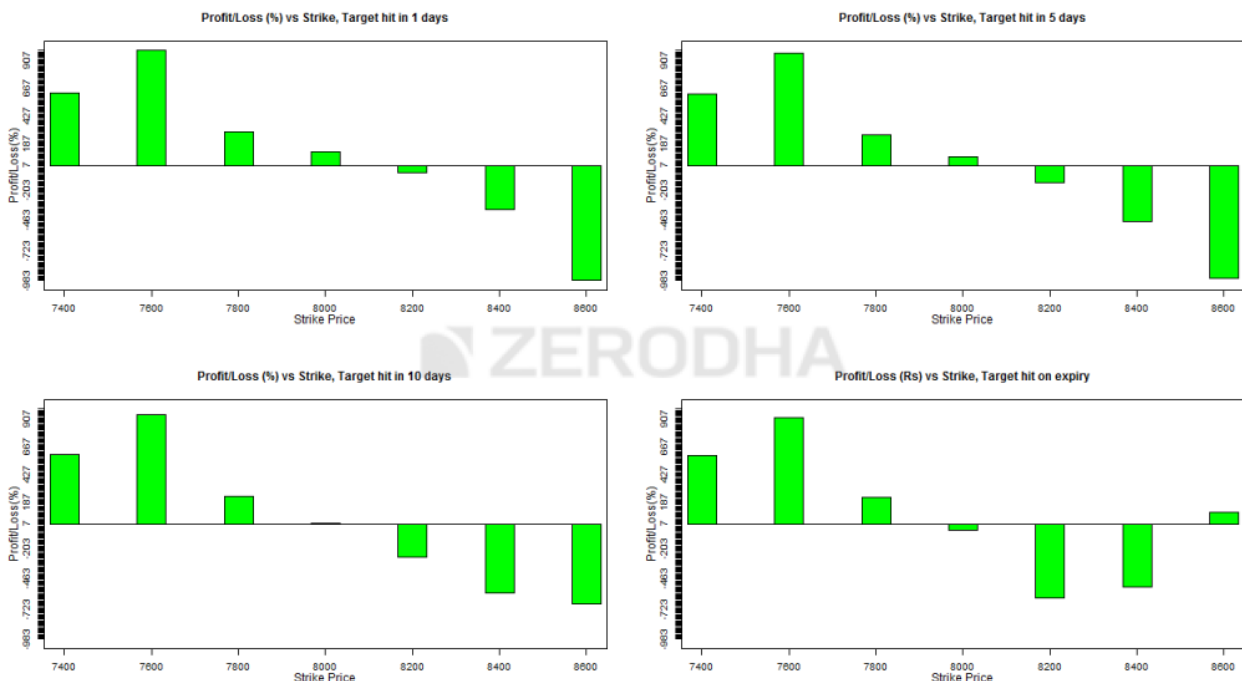 Profit/Loss (%) vs Strike, Target hit in 1 days
Profit/Loss(%)
907
667
427
187
7
-203
-463
-723
-983
7400 7600 7800 8000 8200 8400 8600
Strike Price
Profit/Loss (%) vs Strike, Target hit in 5 days
Profit/Loss(%)
907
667
427
187
7
-203
-463
-723
-983
7400 7600 7800 8000 8200 8400 8600
Strike Price
ZERODHA
Profit/Loss (%) vs Strike, Target hit in 10 days
Profit/Loss(%)
907
667
427
187
7
-203
-463
-723
-983
7400 7600 7800 8000 8200 8400 8600
Strike Price
Profit/Loss (Rs) vs Strike, Target hit on expiry
Profit/Loss(%)
907
667
427
187
7
-203
-463
-723
-983
7400 7600 7800 8000 8200 8400 8600
Strike Price